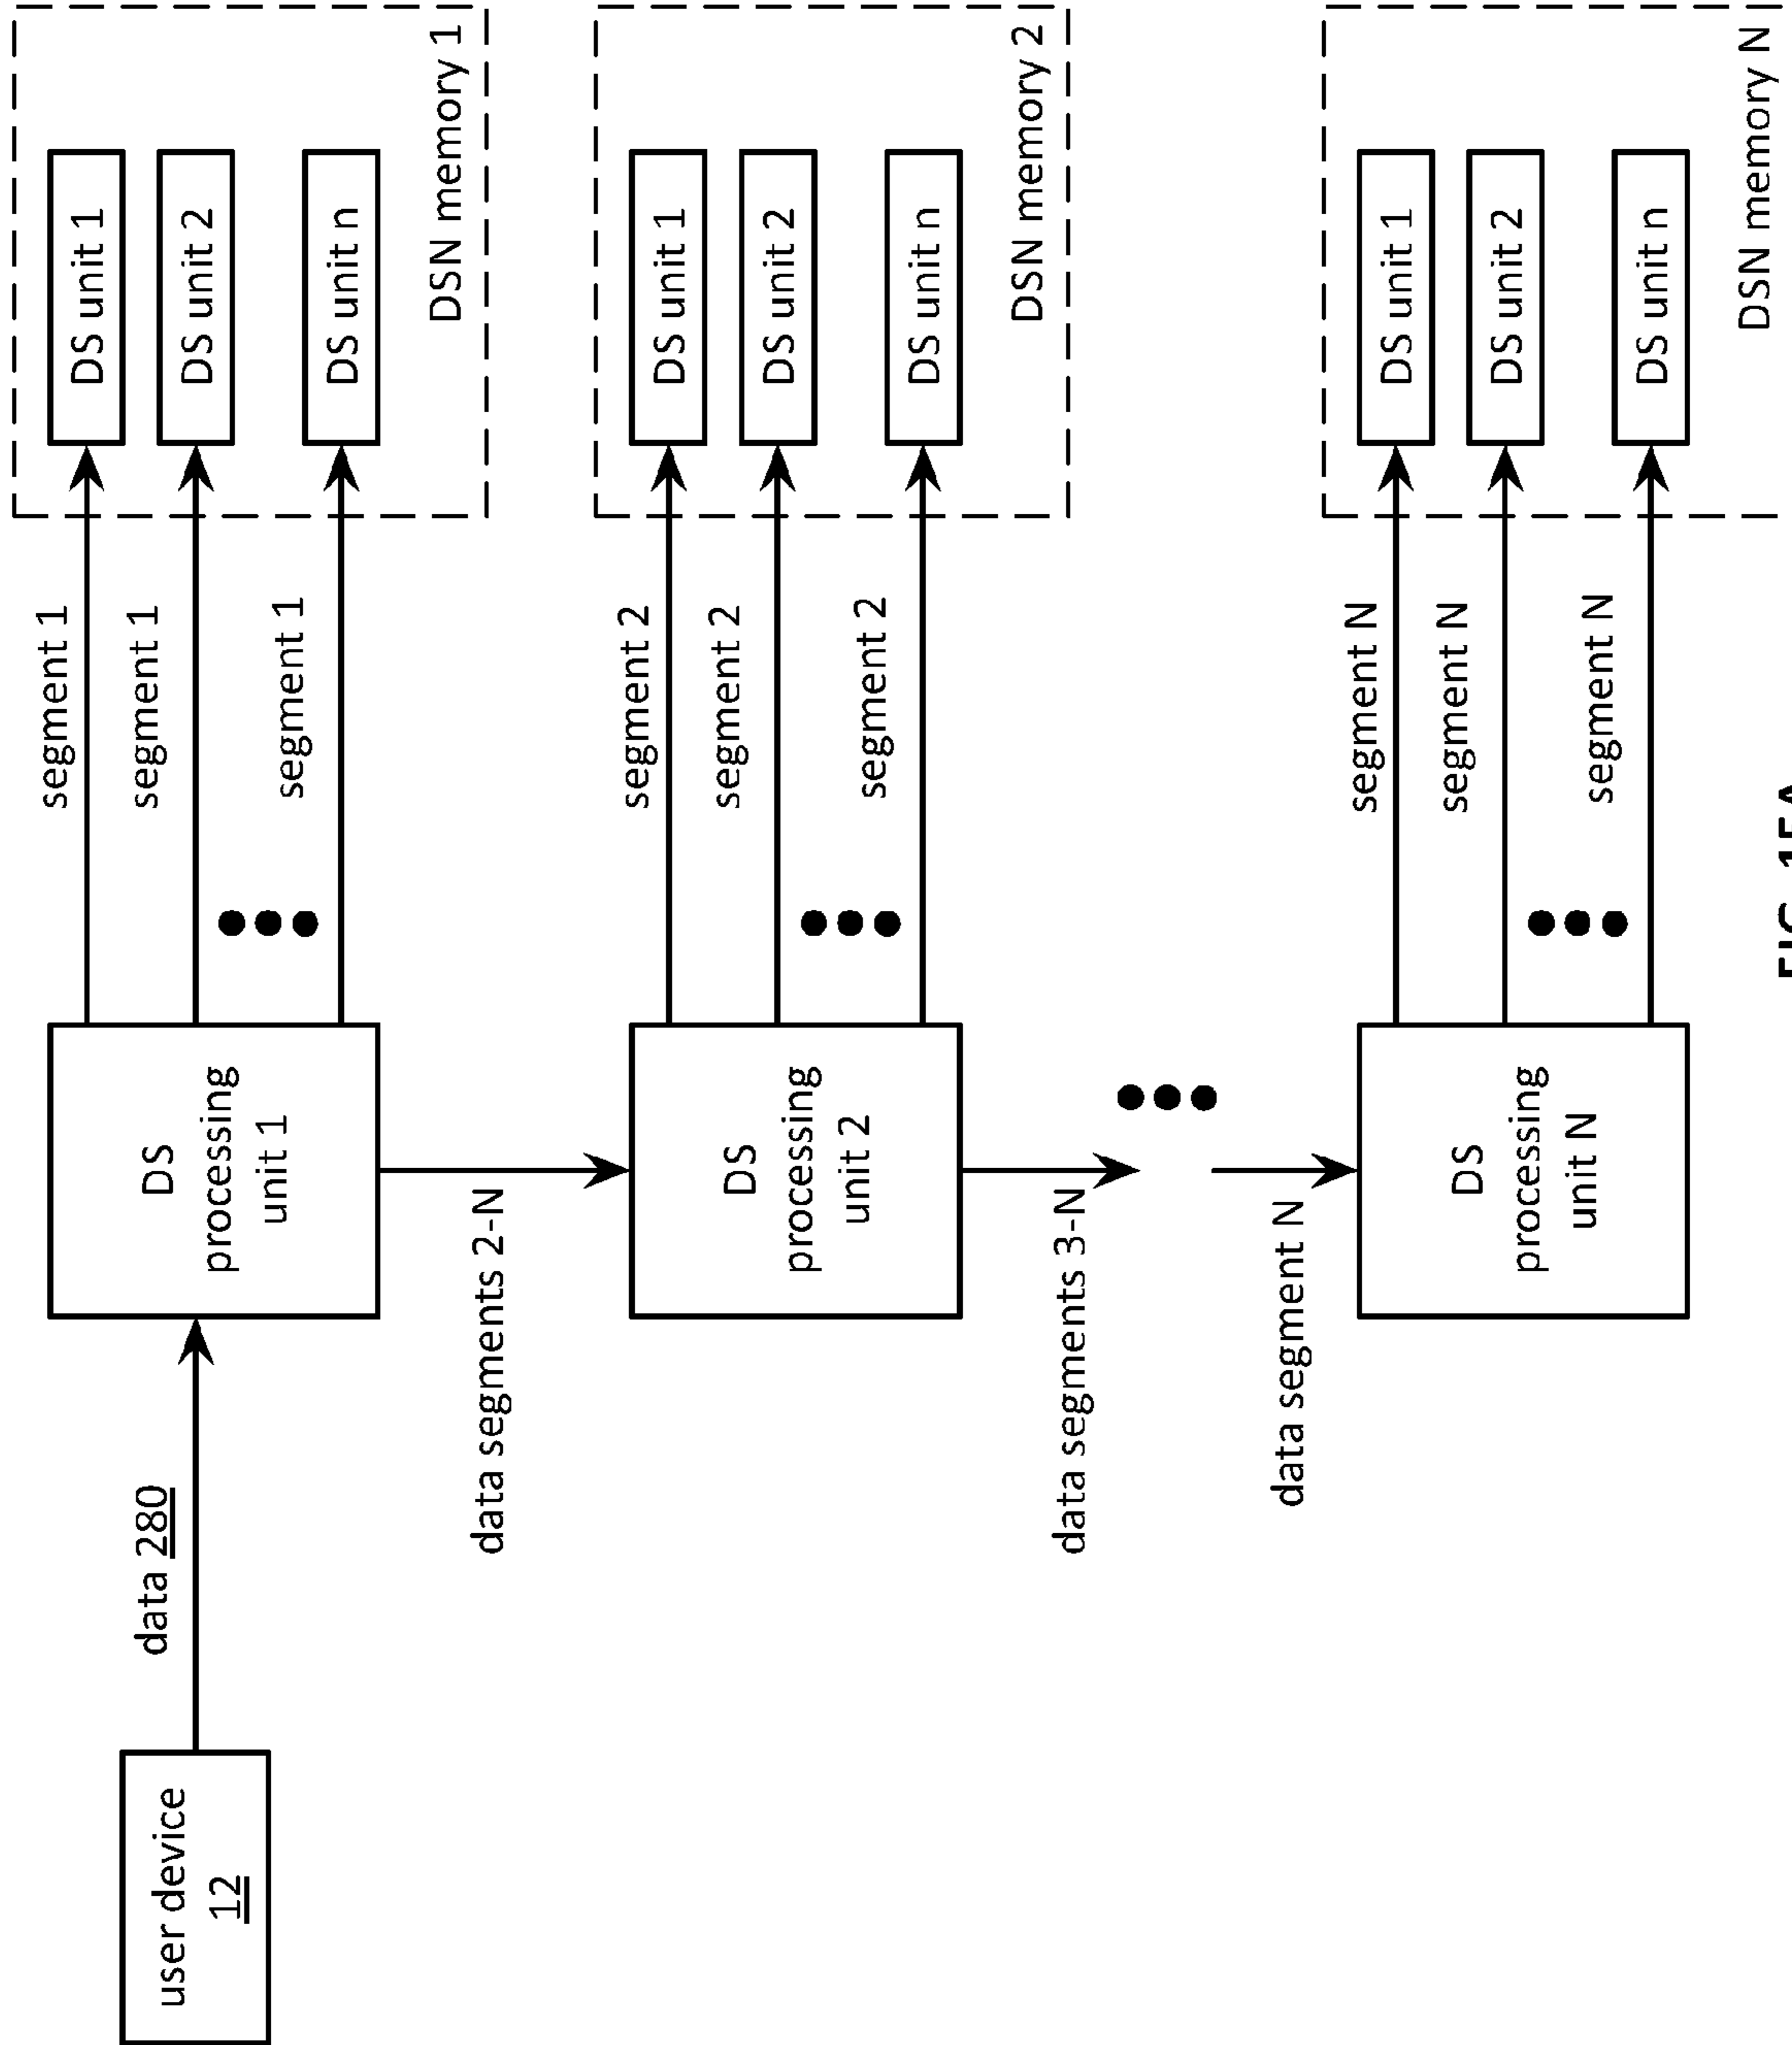 user device
12
data 280
DS
processing
unit 1
segment 1
segment 1
segment 1
DS unit 1
DS unit 2
DS unit n
DSN memory 1
data segments 2-N
DS
processing
unit 2
segment 2
segment 2
segment 2
DS unit 1
DS unit 2
DS unit n
DSN memory 2
data segments 3-N
data segment N
DS
processing
unit N
segment N
segment N
segment N
DS unit 1
DS unit 2
DS unit n
DSN memory N